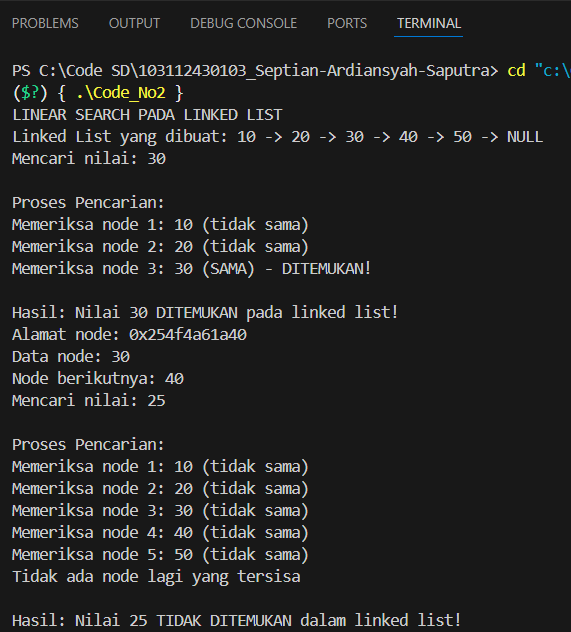 PROBLEMS OUTPUT DEBUG CONSOLE PORTS TERMINAL
PS C:\Code SD\103112430103_Septian-Ardiansyah-Saputra> cd "c:\
($?) { .\Code_No2 }
LINEAR SEARCH PADA LINKED LIST
Linked List yang dibuat: 10 -> 20 -> 30 -> 40 -> 50 -> NULL
Mencari nilai: 30
Proses Pencarian:
Memeriksa node 1: 10 (tidak sama)
Memeriksa node 2: 20 (tidak sama)
Memeriksa node 3: 30 (SAMA) - DITEMUKAN!
Hasil: Nilai 30 DITEMUKAN pada linked list!
Alamat node: 0x254f4a61a40
Data node: 30
Node berikutnya: 40
Mencari nilai: 25
Proses Pencarian:
Memeriksa node 1: 10 (tidak sama)
Memeriksa node 2: 20 (tidak sama)
Memeriksa node 3: 30 (tidak sama)
Memeriksa node 4: 40 (tidak sama)
Memeriksa node 5: 50 (tidak sama)
Tidak ada node lagi yang tersisa
Hasil: Nilai 25 TIDAK DITEMUKAN dalam linked list!